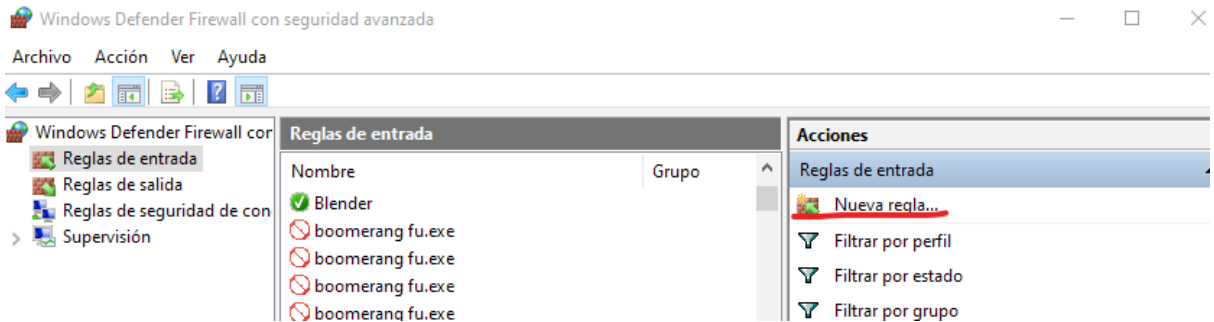 Windows Defender Firewall con seguridad avanzada
Archivo Acción Ver Ayuda
Windows Defender Firewall con
Reglas de entrada
Reglas de salida
Reglas de seguridad de con
Supervisión
Reglas de entrada
Nombre Grupo
Blender
boomerang fu.exe
boomerang fu.exe
boomerang fu.exe
boomerang fu.exe
Acciones
Reglas de entrada
Nueva regla...
Filtrar por perfil
Filtrar por estado
Filtrar por grupo